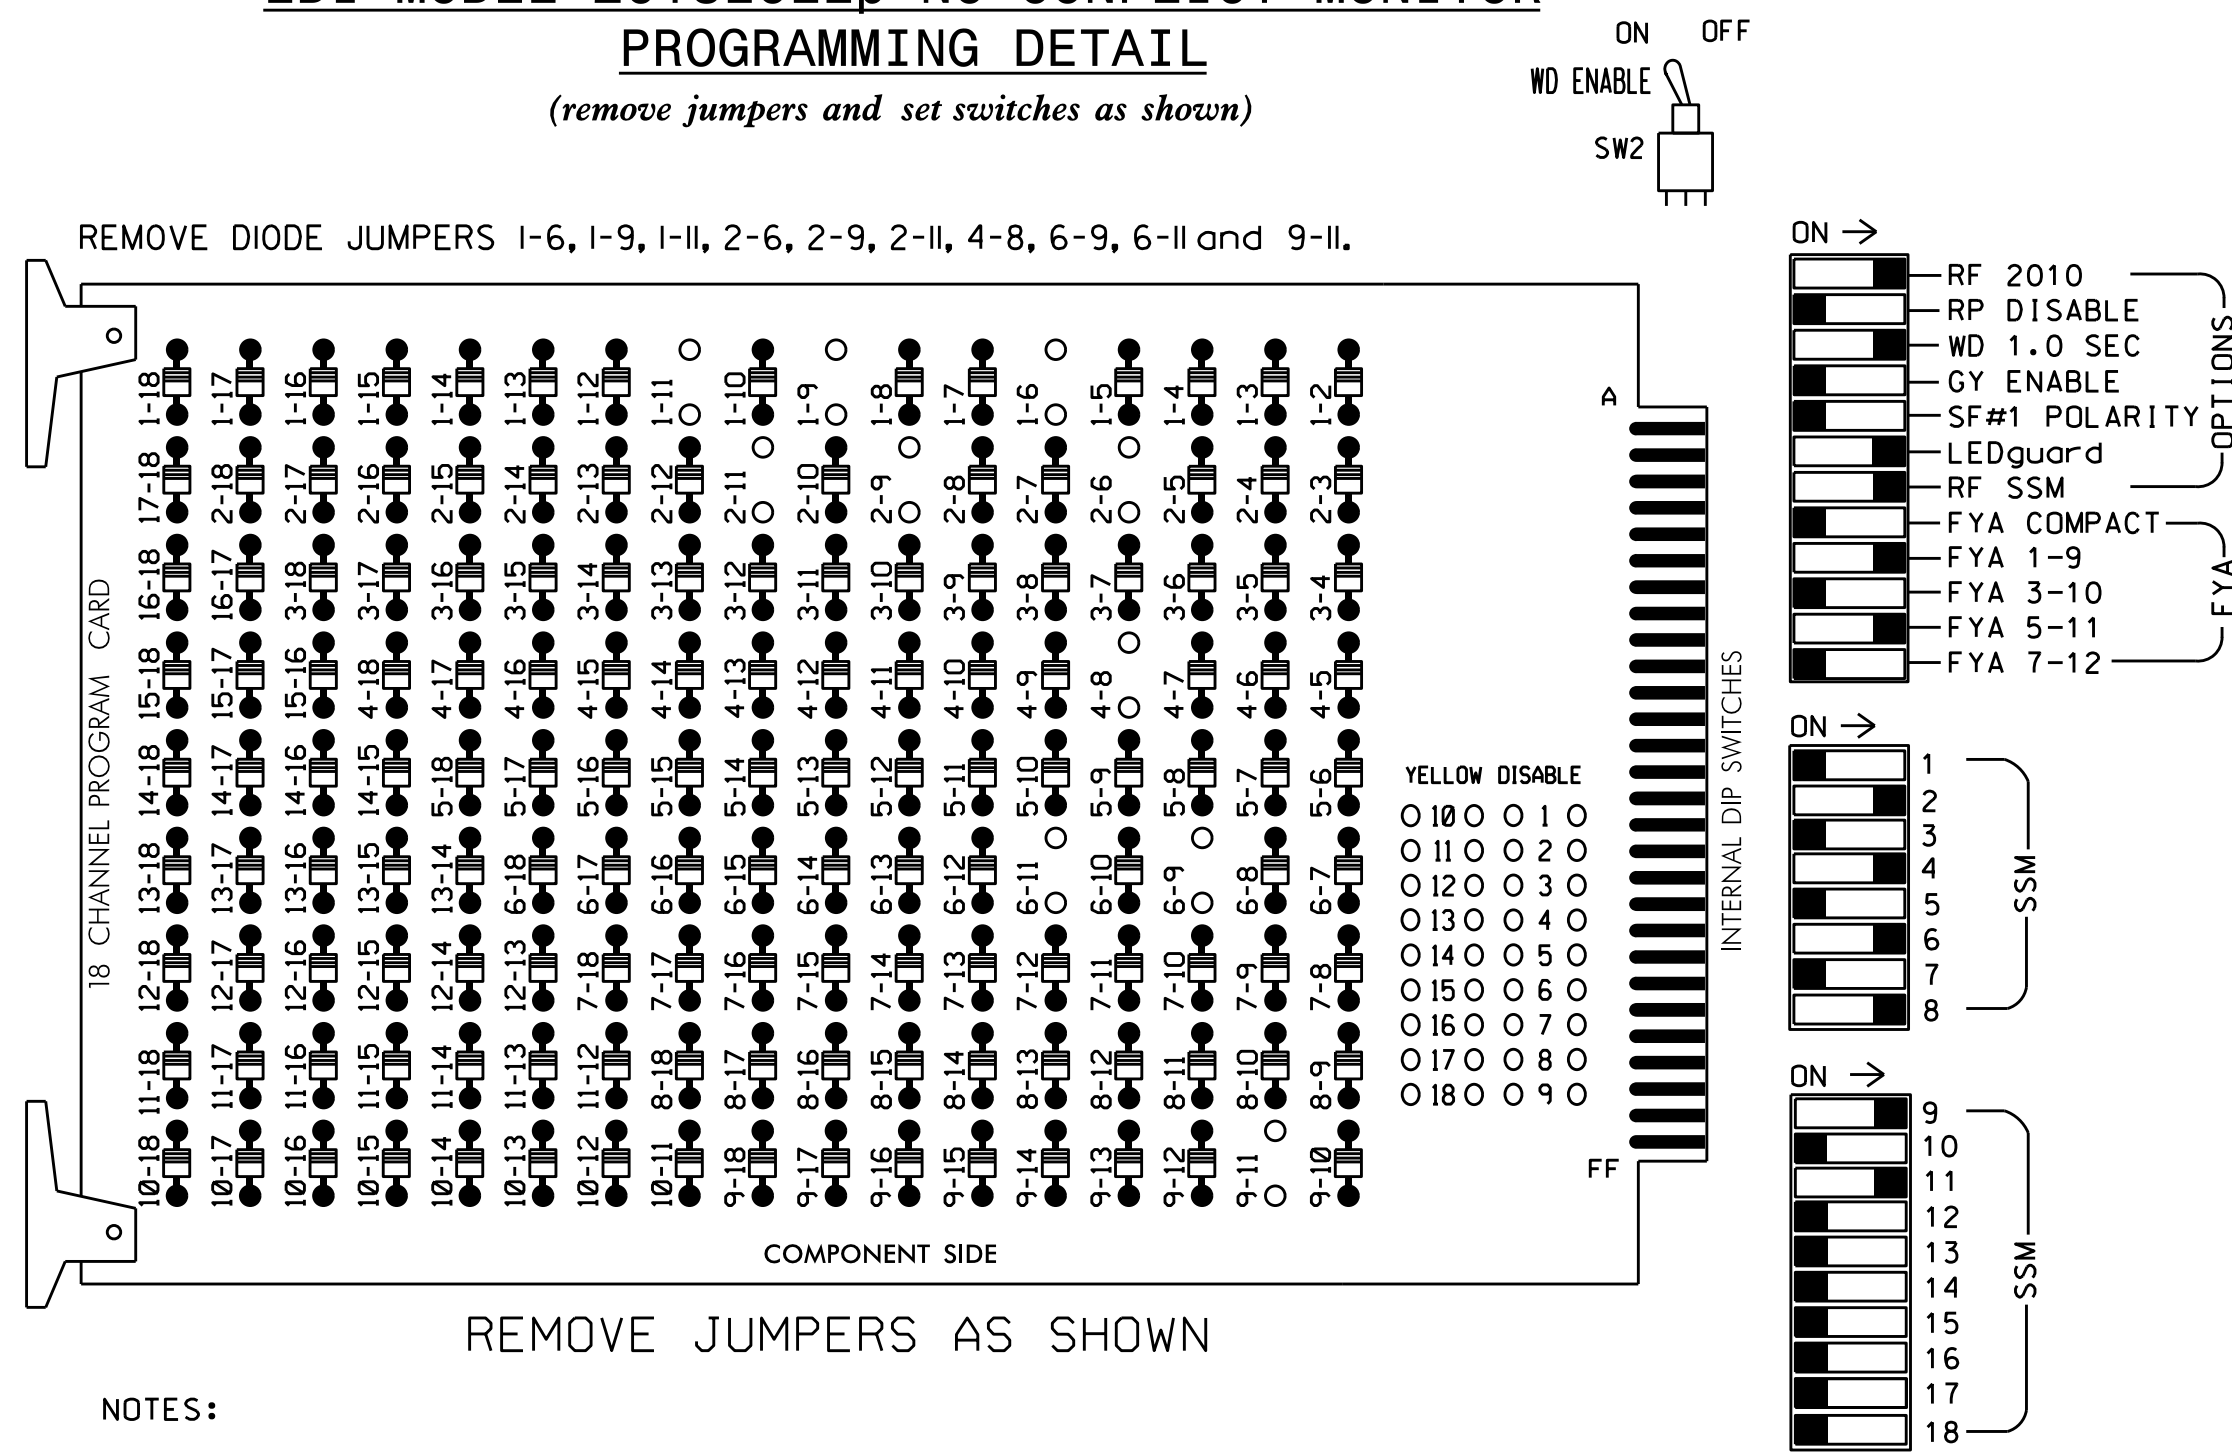 PROGRAMMING DETAIL
(remove jumpers and set switches as shown)
ON OFF
WD ENABLE
SW2
REMOVE DIODE JUMPERS 1-6, 1-9, 1-11, 2-6, 2-9, 2-11, 4-8, 6-9, 6-11 and 9-11.
18 CHANNEL PROGRAM CARD
1-18 1-17 1-16 1-15 1-14 1-13 1-12 1-11 1-10 1-9 1-8 1-7 1-6 1-5 1-4 1-3 1-2
17-18 2-18 2-17 2-16 2-15 2-14 2-13 2-12 2-11 2-10 2-9 2-8 2-7 2-6 2-5 2-4 2-3
16-18 16-17 3-18 3-17 3-16 3-15 3-14 3-13 3-12 3-11 3-10 3-9 3-8 3-7 3-6 3-5 3-4
15-18 15-17 15-16 4-18 4-17 4-16 4-15 4-14 4-13 4-12 4-11 4-10 4-9 4-8 4-7 4-6 4-5
14-18 14-17 14-16 14-15 5-18 5-17 5-16 5-15 5-14 5-13 5-12 5-11 5-10 5-9 5-8 5-7 5-6
13-18 13-17 13-16 13-15 13-14 6-18 6-17 6-16 6-15 6-14 6-13 6-12 6-11 6-10 6-9 6-8 6-7
12-18 12-17 12-16 12-15 12-14 12-13 7-18 7-17 7-16 7-15 7-14 7-13 7-12 7-11 7-10 7-9 7-8
11-18 11-17 11-16 11-15 11-14 11-13 11-12 8-18 8-17 8-16 8-15 8-14 8-13 8-12 8-11 8-10 8-9
10-18 10-17 10-16 10-15 10-14 10-13 10-12 10-11 9-18 9-17 9-16 9-15 9-14 9-13 9-12 9-11 9-10
COMPONENT SIDE
A
FF
YELLOW DISABLE
10 1
11 2
12 3
13 4
14 5
15 6
16 7
17 8
18 9
INTERNAL DIP SWITCHES
ON
RF 2010
RP DISABLE
WD 1.0 SEC
GY ENABLE
SF#1 POLARITY
LEDguard
RF SSM
OPTIONS
FYA COMPACT
FYA 1-9
FYA 3-10
FYA 5-11
FYA 7-12
FYA
ON
1
2
3
4
5
6
7
8
SSM
ON
9
10
11
12
13
14
15
16
17
18
SSM
REMOVE JUMPERS AS SHOWN
NOTES: